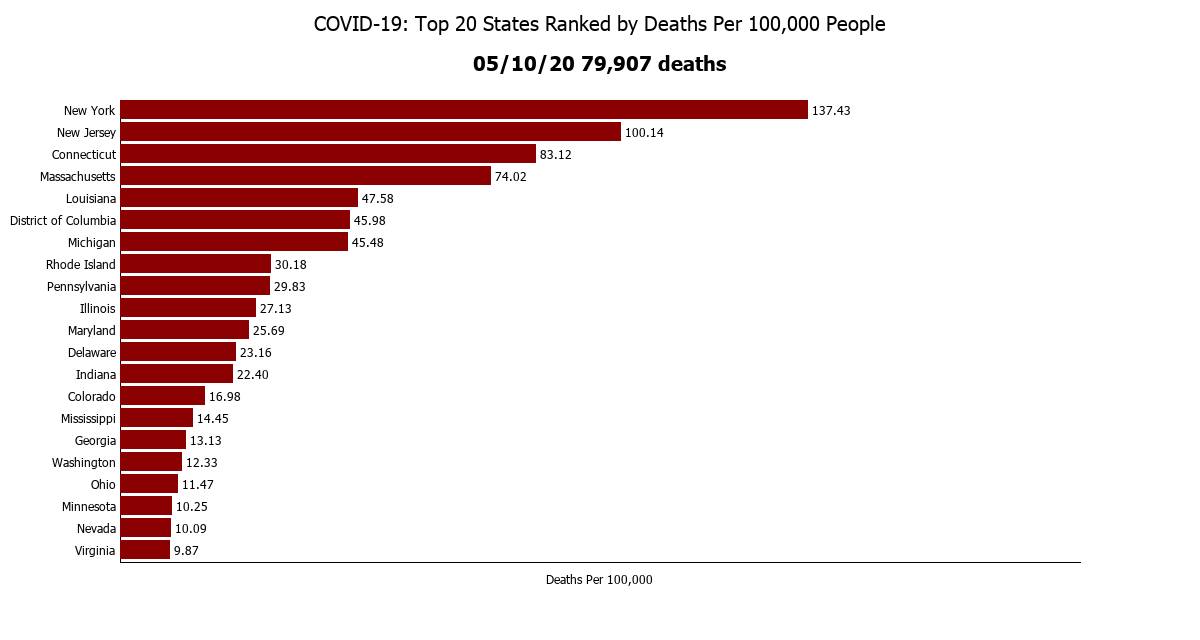 COVID-19: Top 20 States Ranked by Deaths Per 100,000 People
05/10/20 79,907 deaths
New York 137.43
New Jersey 100.14
Connecticut 83.12
Massachusetts 74.02
Louisiana 47.58
District of Columbia 45.98
Michigan 45.48
Rhode Island 30.18
Pennsylvania 29.83
Illinois 27.13
Maryland 25.69
Delaware 23.16
Indiana 22.40
Colorado 16.98
Mississippi 14.45
Georgia 13.13
Washington 12.33
Ohio 11.47
Minnesota 10.25
Nevada 10.09
Virginia 9.87
Deaths Per 100,000